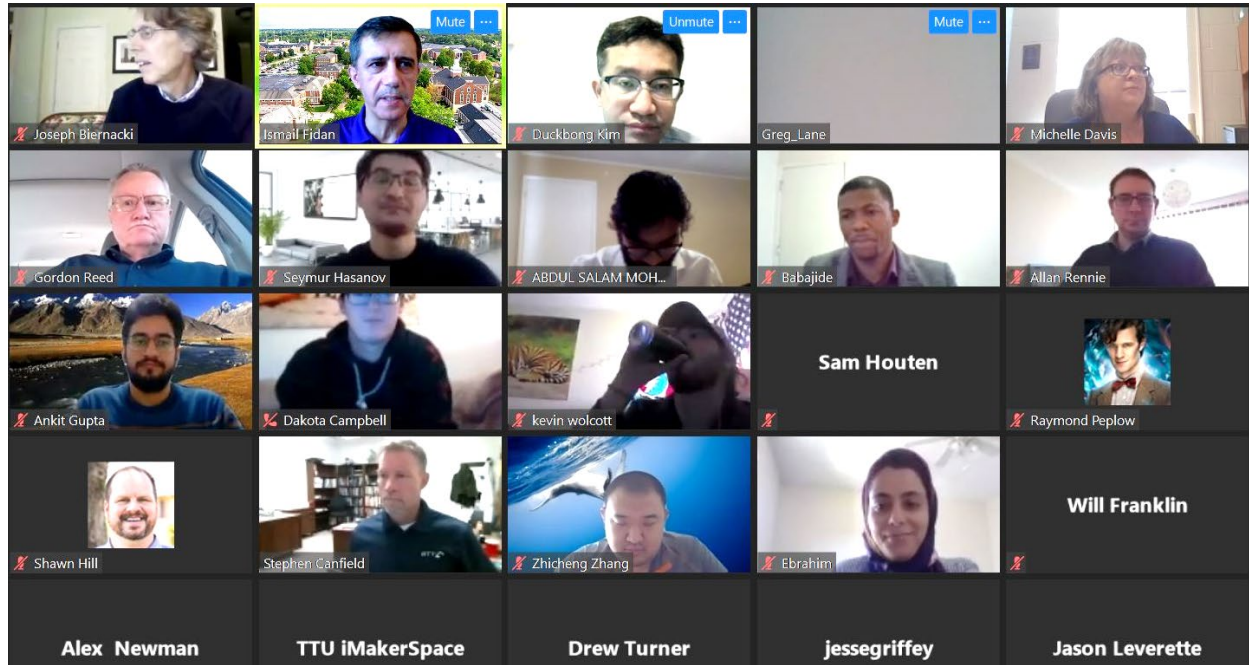 Mute ...
Unmute ...
Mute ...
Joseph Biernacki
Ismail Fidan
Duckbong Kim
Greg_Lane
Michelle Davis
Gordon Reed
Seymur Hasanov
ABDUL SALAM MOH...
Babajide
Allan Rennie
Sam Houten
Ankit Gupta
Dakota Campbell
kevin wolcott
Raymond Peplow
Will Franklin
Shawn Hill
Stephen Canfield
Zhicheng Zhang
Ebrahim
Alex Newman
TTU iMakerSpace
Drew Turner
jessegriffey
Jason Leverette